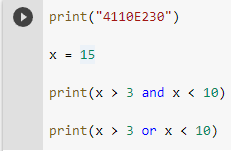 print("4110E230")
x = 15
print(x > 3 and x < 10)
print(x > 3 or x < 10)